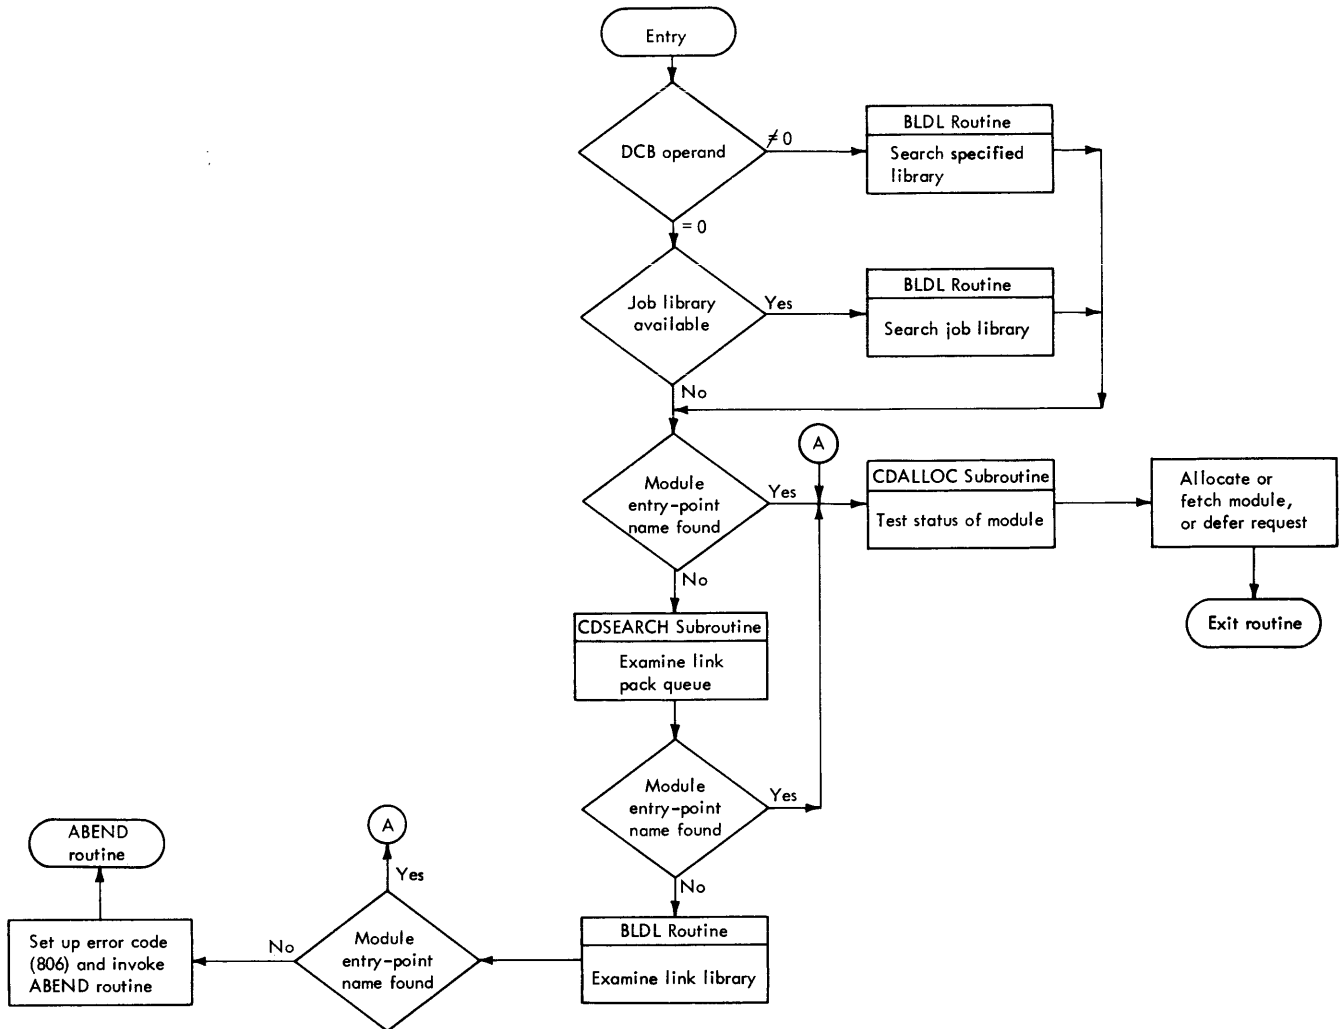 Entry
DCB operand
≠ 0
BLDL Routine
Search specified
library
= 0
Job library
available
Yes
BLDL Routine
Search job library
No
A
Module
entry-point
name found
Yes
CDALLOC Subroutine
Test status of module
Allocate or
fetch module,
or defer request
No
Exit routine
CDSEARCH Subroutine
Examine link
pack queue
Module
entry-point
name found
Yes
No
ABEND
routine
A
Yes
BLDL Routine
Examine link library
Module
entry-point
name found
No
Set up error code
(806) and invoke
ABEND routine